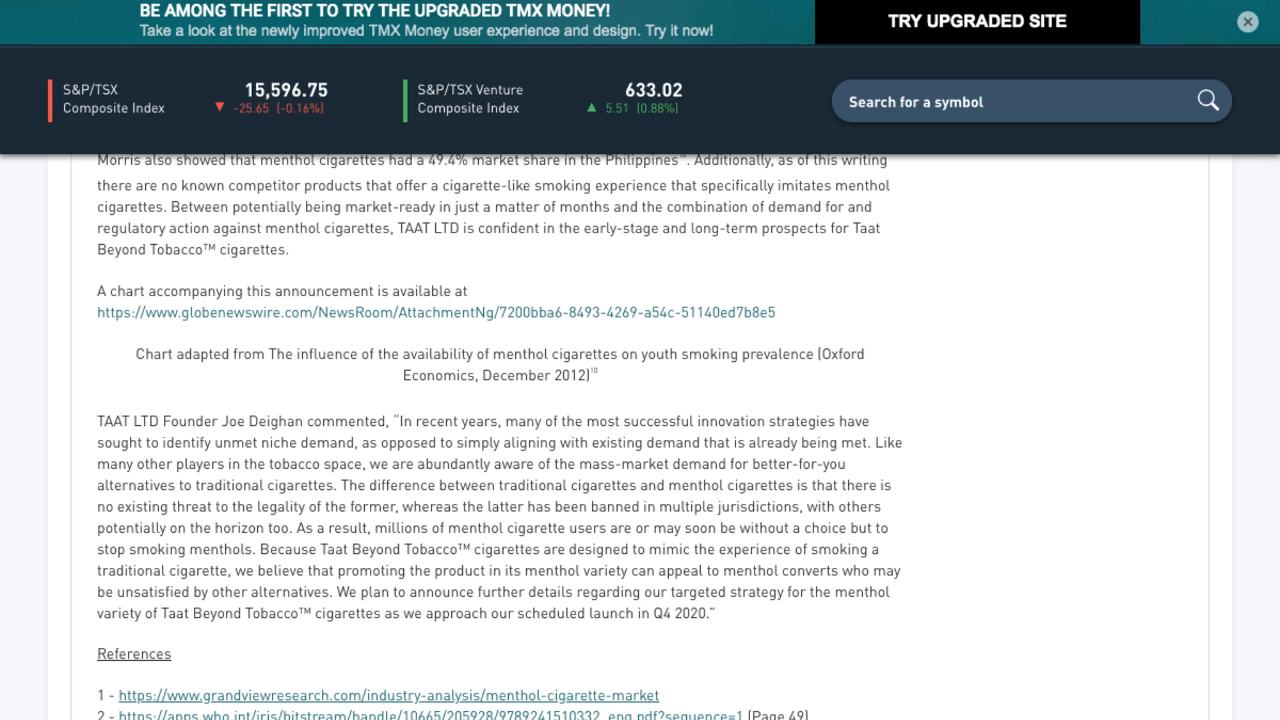 BE AMONG THE FIRST TO TRY THE UPGRADED TMX MONEY!
Take a look at the newly improved TMX Money user experience and design. Try it now!
TRY UPGRADED SITE
S&P/TSX 15,596.75
Composite Index ▼ -25.65 (-0.16%)
S&P/TSX Venture 633.02
Composite Index ▲ 5.51 (0.88%)
Search for a symbol
Morris also showed that menthol cigarettes had a 49.4% market share in the Philippines. Additionally, as of this writing
there are no known competitor products that offer a cigarette-like smoking experience that specifically imitates menthol
cigarettes. Between potentially being market-ready in just a matter of months and the combination of demand for and
regulatory action against menthol cigarettes, TAAT LTD is confident in the early-stage and long-term prospects for Taat
Beyond Tobacco™ cigarettes.
A chart accompanying this announcement is available at
https://www.globenewswire.com/NewsRoom/AttachmentNg/7200bba6-8493-4269-a54c-51140ed7b8e5
Chart adapted from The influence of the availability of menthol cigarettes on youth smoking prevalence (Oxford
Economics, December 2012)¹⁰
TAAT LTD Founder Joe Deighan commented, "In recent years, many of the most successful innovation strategies have
sought to identify unmet niche demand, as opposed to simply aligning with existing demand that is already being met. Like
many other players in the tobacco space, we are abundantly aware of the mass-market demand for better-for-you
alternatives to traditional cigarettes. The difference between traditional cigarettes and menthol cigarettes is that there is
no existing threat to the legality of the former, whereas the latter has been banned in multiple jurisdictions, with others
potentially on the horizon too. As a result, millions of menthol cigarette users are or may soon be without a choice but to
stop smoking menthols. Because Taat Beyond Tobacco™ cigarettes are designed to mimic the experience of smoking a
traditional cigarette, we believe that promoting the product in its menthol variety can appeal to menthol converts who may
be unsatisfied by other alternatives. We plan to announce further details regarding our targeted strategy for the menthol
variety of Taat Beyond Tobacco™ cigarettes as we approach our scheduled launch in Q4 2020."
References
1 - https://www.grandviewresearch.com/industry-analysis/menthol-cigarette-market
2 - https://apps.who.int/iris/bitstream/handle/10665/205928/9789241510332_eng.pdf?sequence=1 (Page 49)